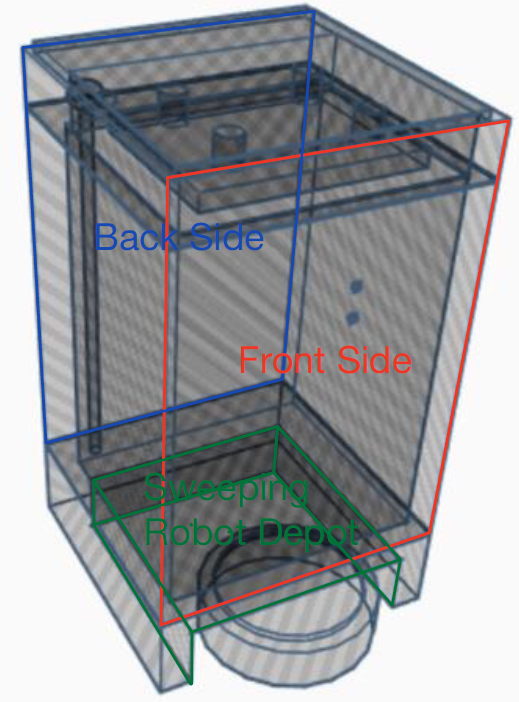 Back Side
Front Side
Sweeping
Robot Depot